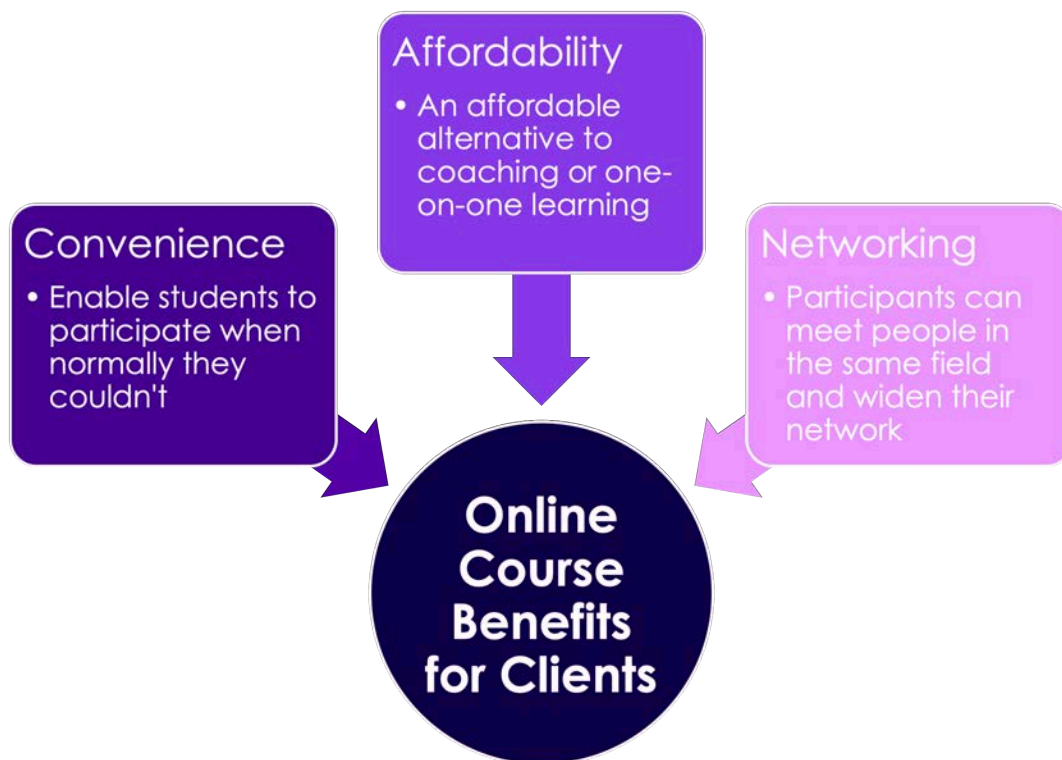 Affordability
• An affordable
alternative to
coaching or one-
on-one learning
Convenience
• Enable students to
participate when
normally they
couldn't
Networking
• Participants can
meet people in
the same field
and widen their
network
Online
Course
Benefits
for Clients